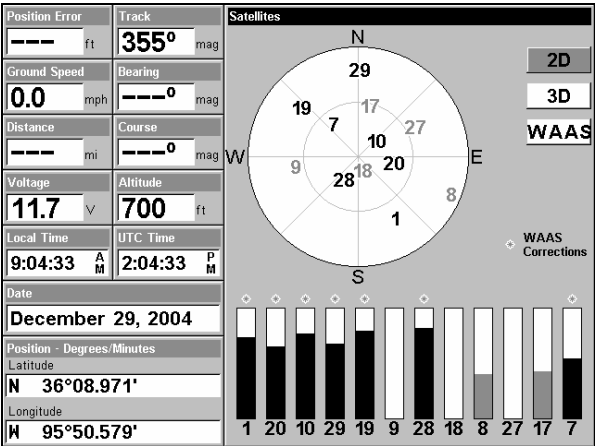 Position Error
--- ft
Track
355° mag
Ground Speed
0.0 mph
Bearing
---° mag
Distance
--- mi
Course
---° mag
Voltage
11.7 V
Altitude
700 ft
Local Time
9:04:33 AM
UTC Time
2:04:33 PM
Date
December 29, 2004
Position - Degrees/Minutes
Latitude
N 36°08.971'
Longitude
W 95°50.579'
Satellites
N
29
19
17
7
27
10
W
9
18
20
E
28
8
1
S
2D
3D
WAAS
WAAS
Corrections
1 20 10 29 19 9 28 18 8 27 17 7